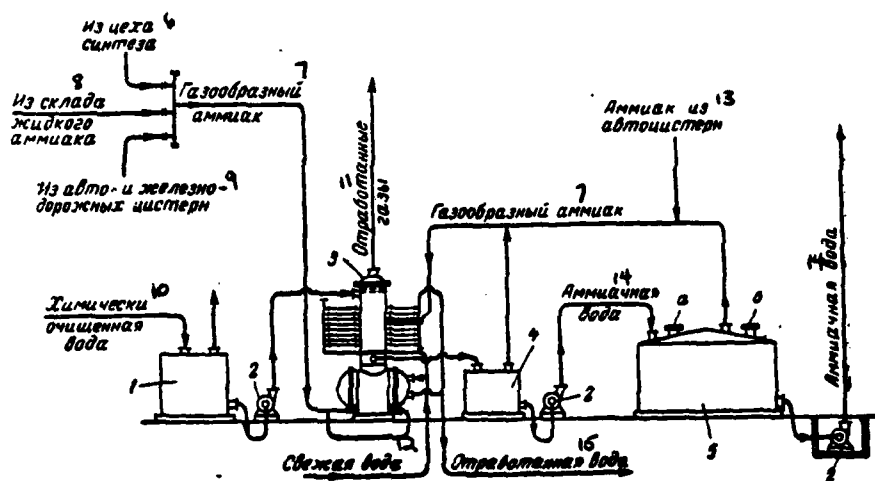 Из цеха 6
синтеза
8
Из склада
жидкого
аммиака
Газообразный 7
аммиак
Из авто- и железно- 9
дорожных цистерн
Отработанные 11
газы
3
Аммиак из 13
автоцистерн
7
Газообразный аммиак
Химически 10
очищенная
вода
1
2
4
Аммиачная 14
вода
2
а
б
5
Аммиачная вода
2
Свежая вода
Отработанная вода 16